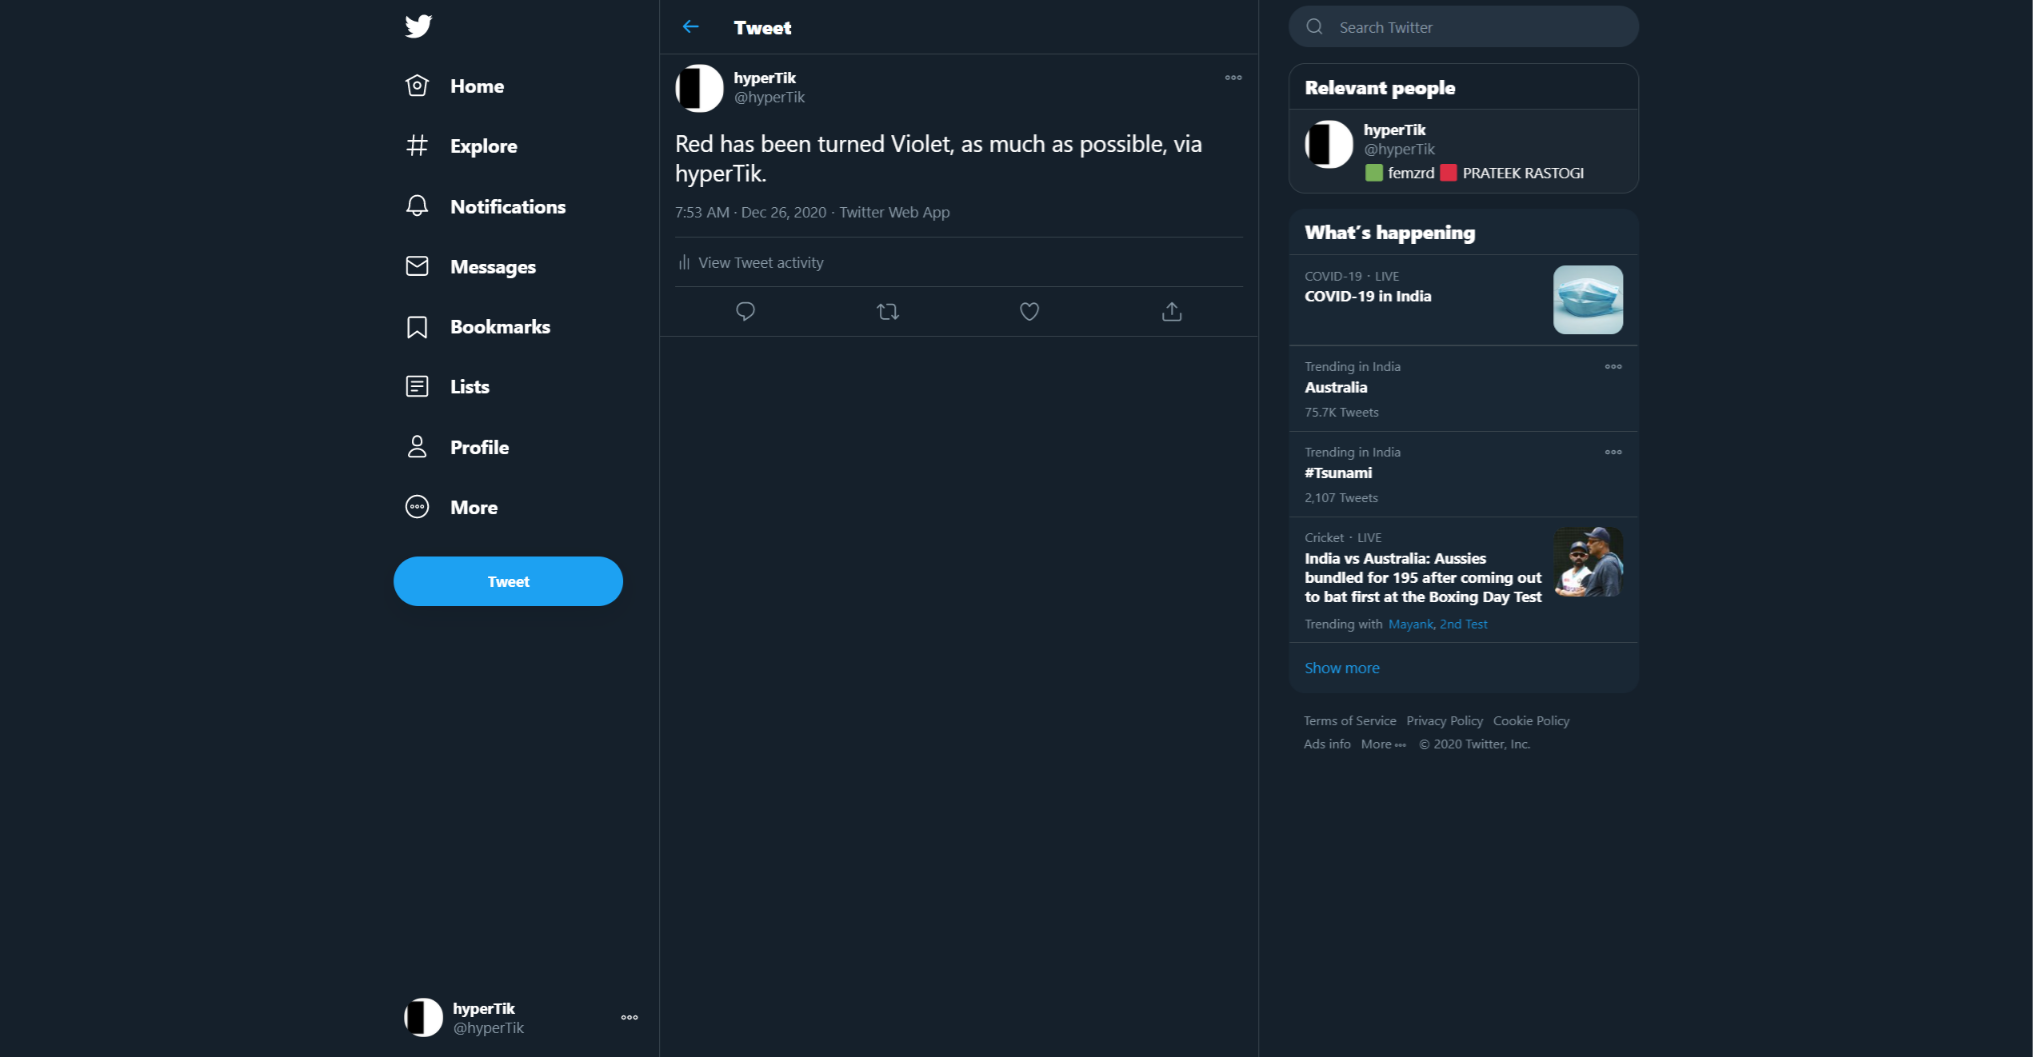 Home
Explore
Notifications
Messages
Bookmarks
Lists
Profile
More
Tweet
hyperTik
@hyperTik
Tweet
hyperTik
@hyperTik
Red has been turned Violet, as much as possible, via
hyperTik.
7:53 AM · Dec 26, 2020 · Twitter Web App
View Tweet activity
Search Twitter
Relevant people
hyperTik
@hyperTik
🟩 femzrd 🟥 PRATEEK RASTOGI
What's happening
COVID-19 · LIVE
COVID-19 in India
Trending in India
Australia
75.7K Tweets
Trending in India
#Tsunami
2,107 Tweets
Cricket · LIVE
India vs Australia: Aussies
bundled for 195 after coming out
to bat first at the Boxing Day Test
Trending with Mayank, 2nd Test
Show more
Terms of Service Privacy Policy Cookie Policy
Ads info More ••• © 2020 Twitter, Inc.